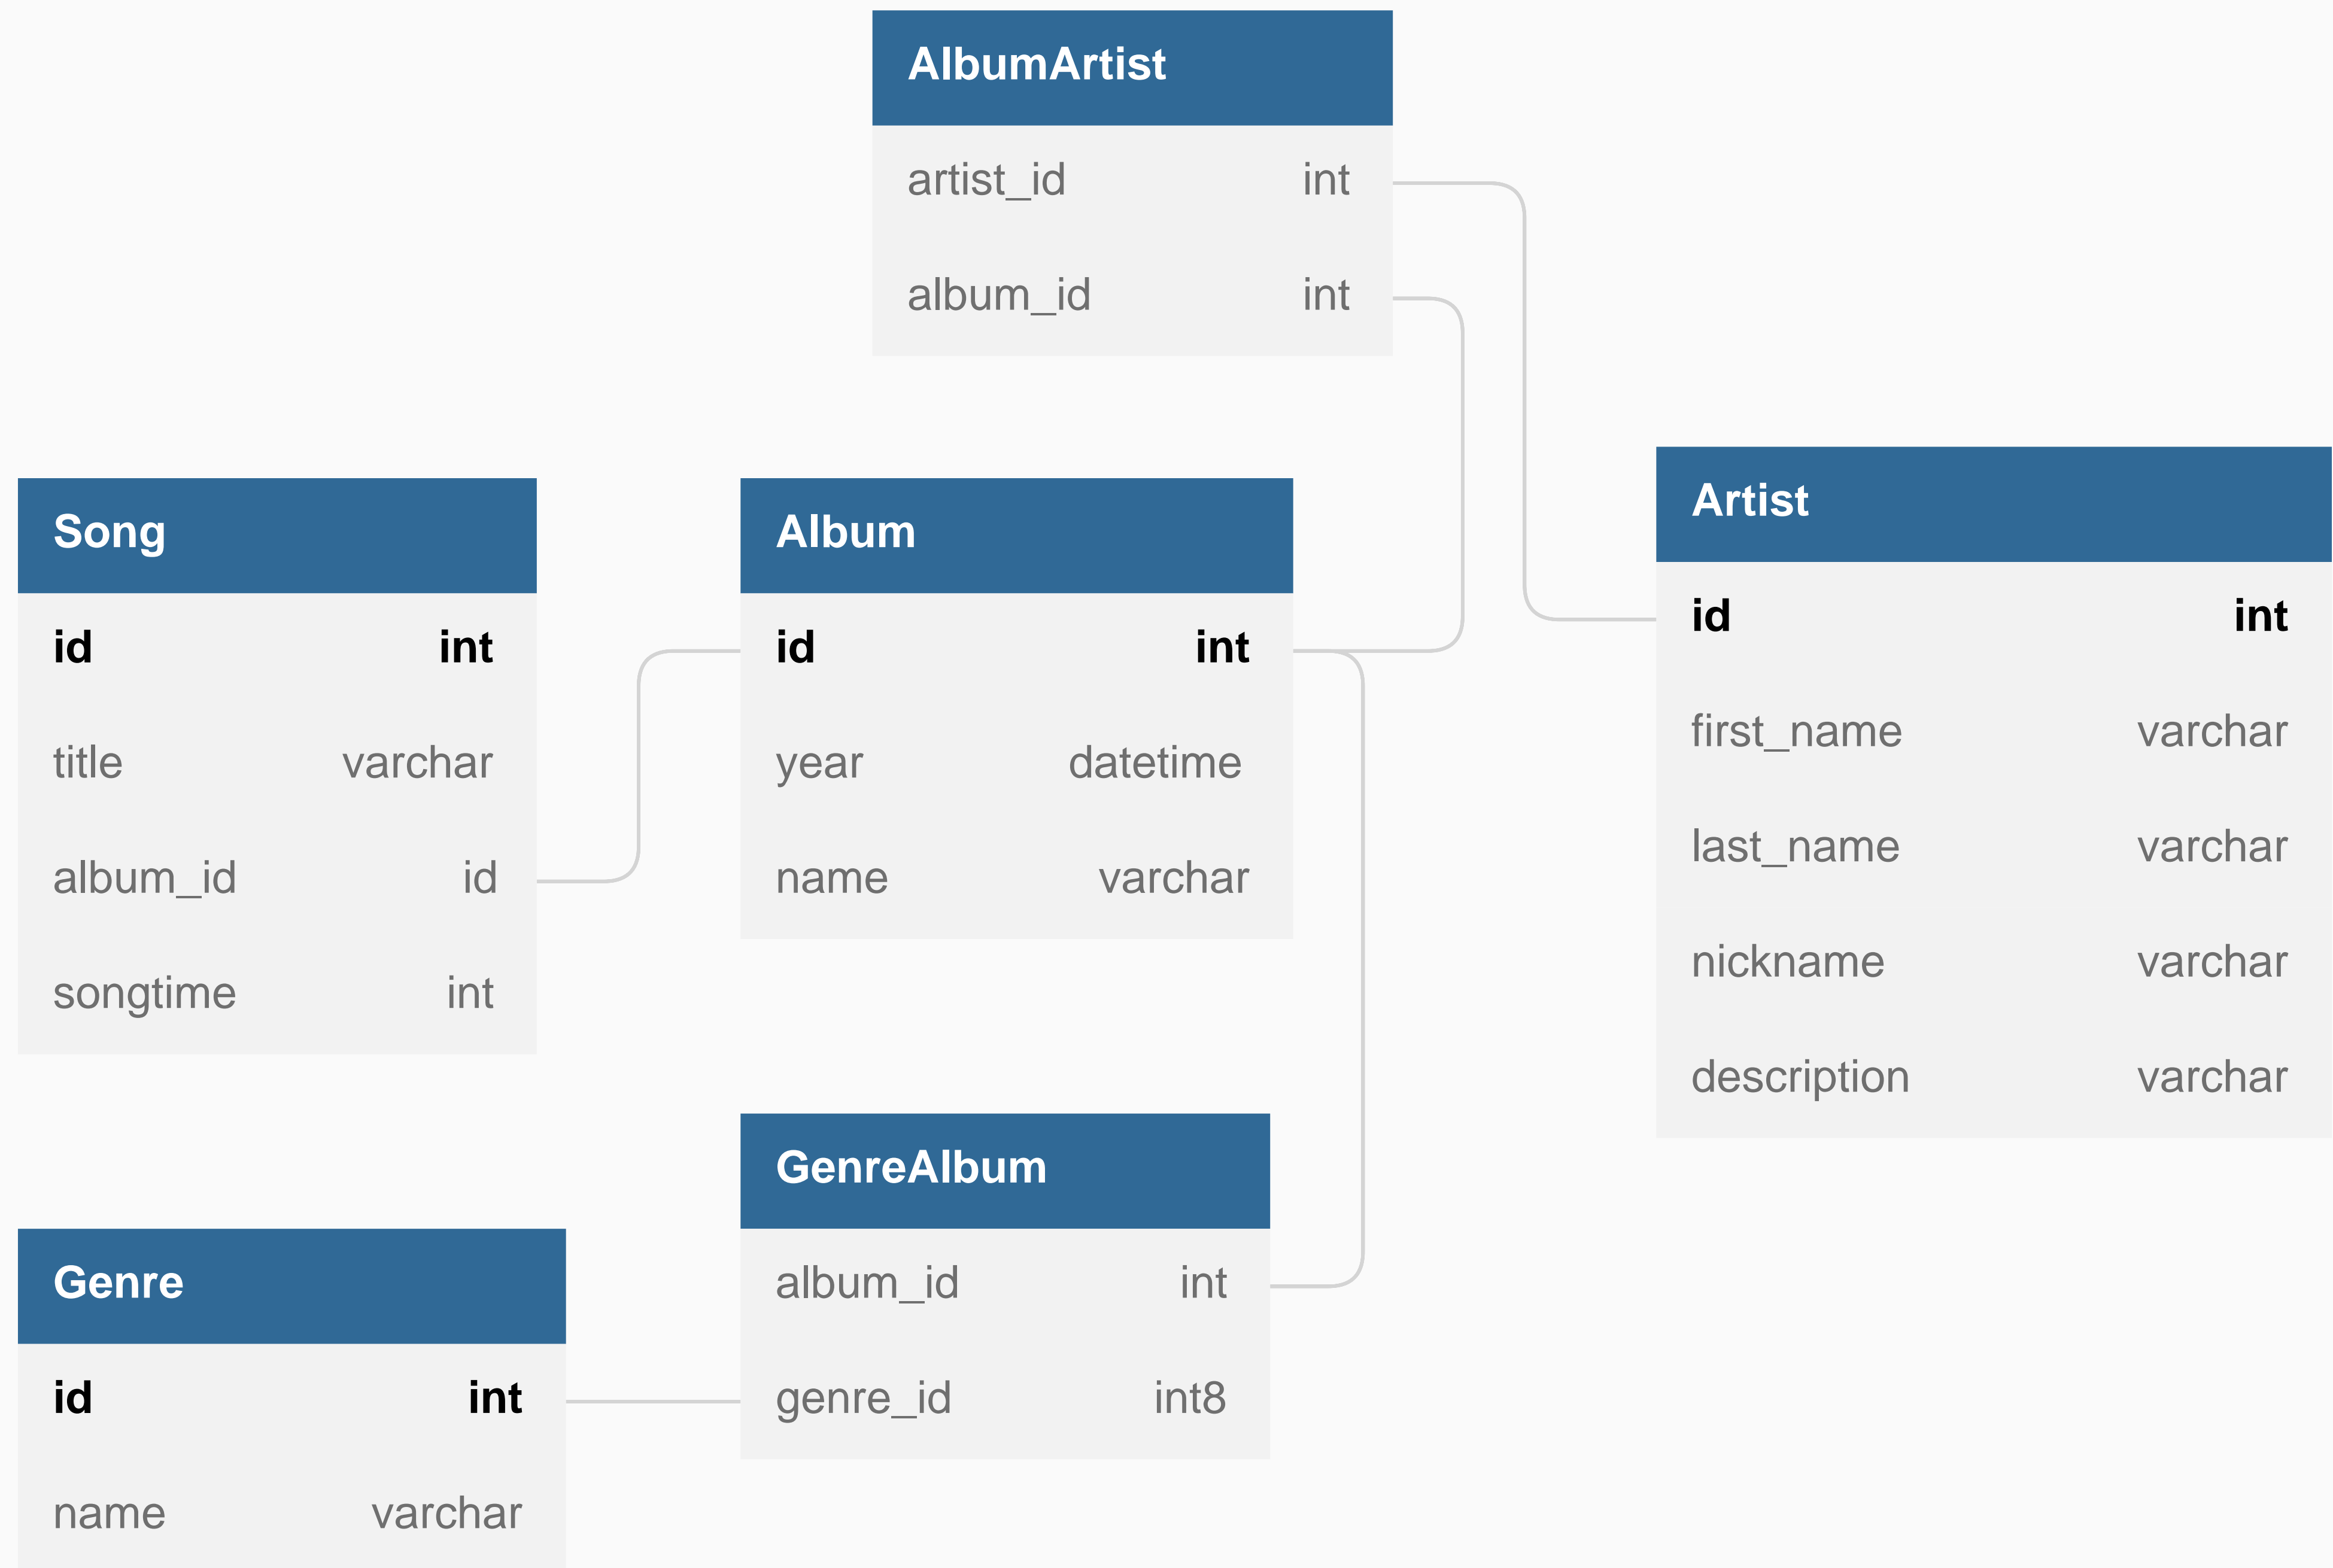 AlbumArtist
artist_id int
album_id int
Song
id int
title varchar
album_id id
songtime int
Album
id int
year datetime
name varchar
Artist
id int
first_name varchar
last_name varchar
nickname varchar
description varchar
GenreAlbum
album_id int
genre_id int8
Genre
id int
name varchar